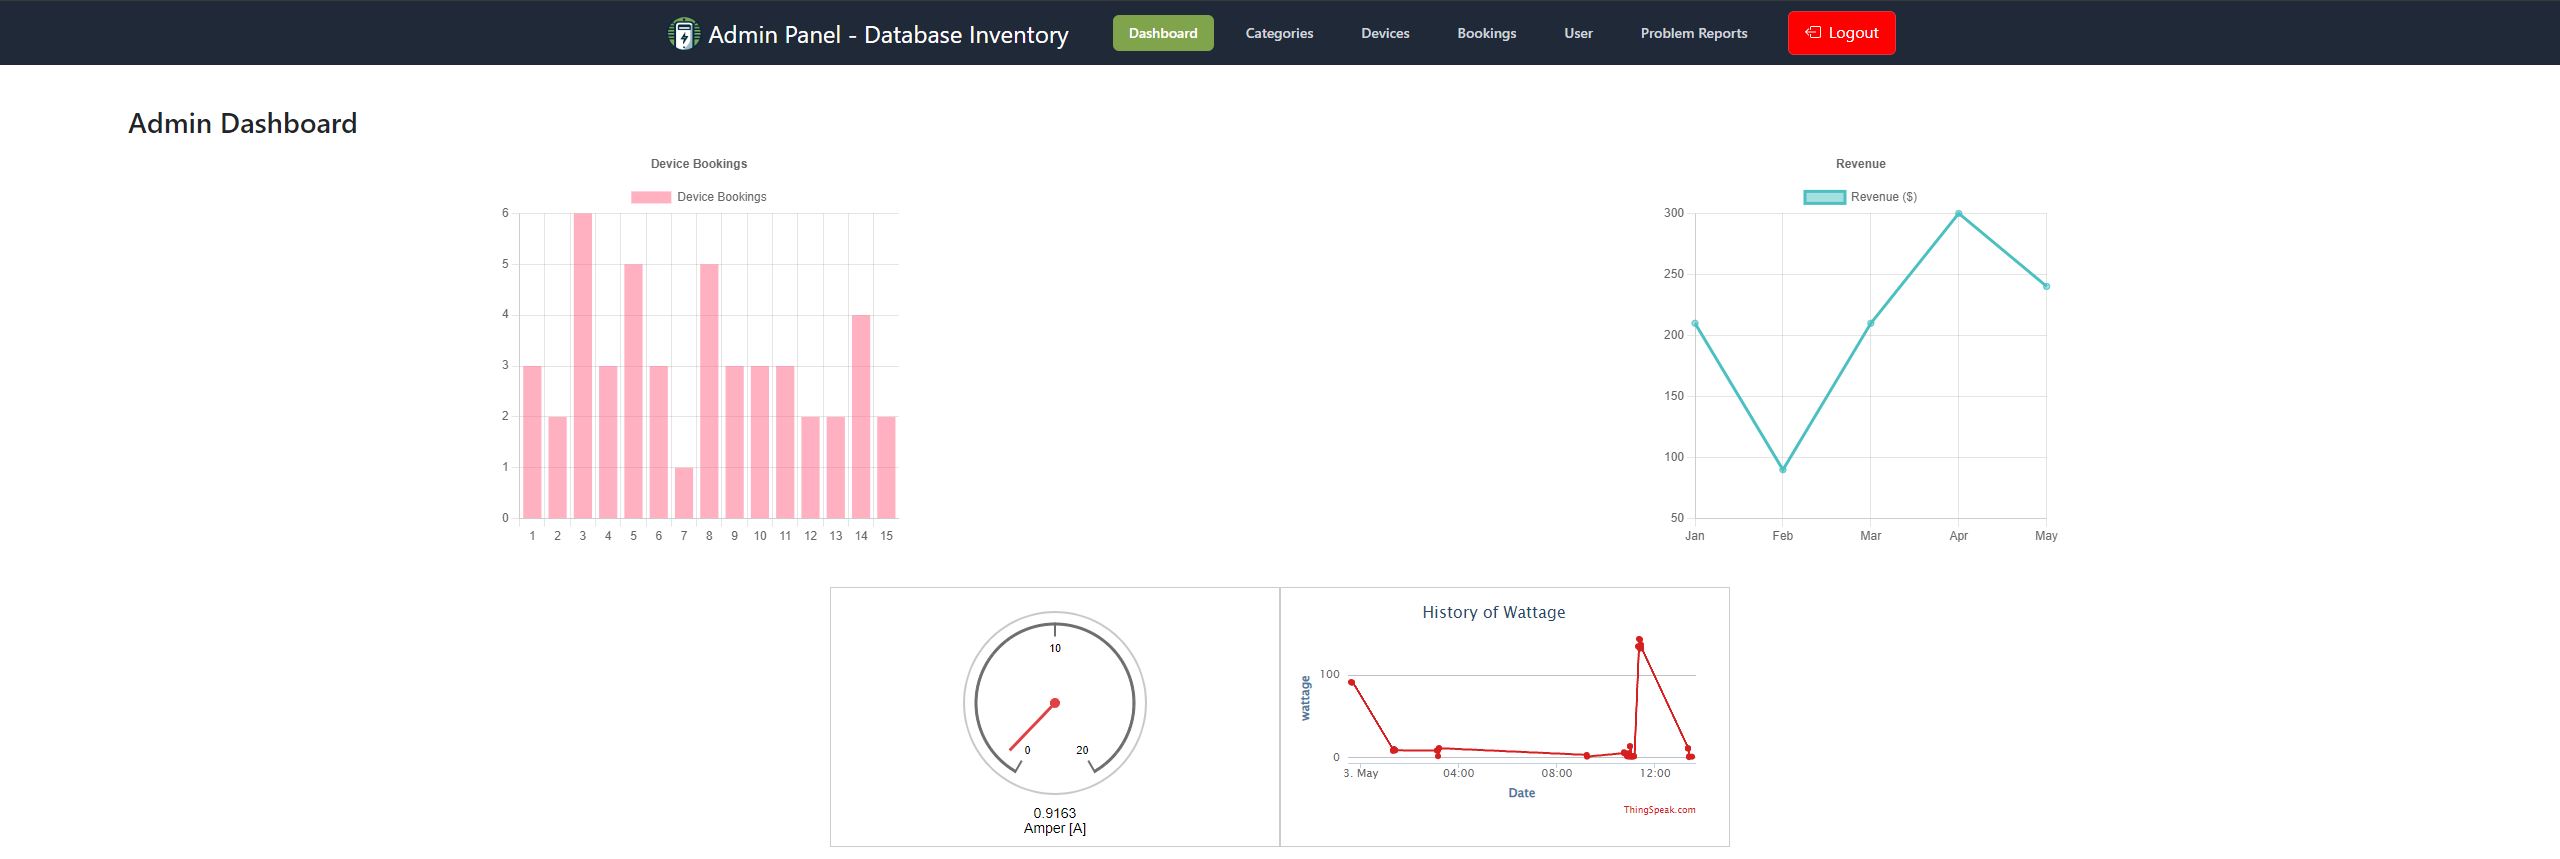 Admin Panel - Database Inventory
Dashboard
Categories
Devices
Bookings
User
Problem Reports
Logout
Admin Dashboard
Device Bookings
Device Bookings
6
5
4
3
2
1
0
1 2 3 4 5 6 7 8 9 10 11 12 13 14 15
Revenue
Revenue ($)
300
250
200
150
100
50
Jan Feb Mar Apr May
10
0 20
0.9163
Amper [A]
History of Wattage
wattage
100
0
3. May 04:00 08:00 12:00
Date
ThingSpeak.com